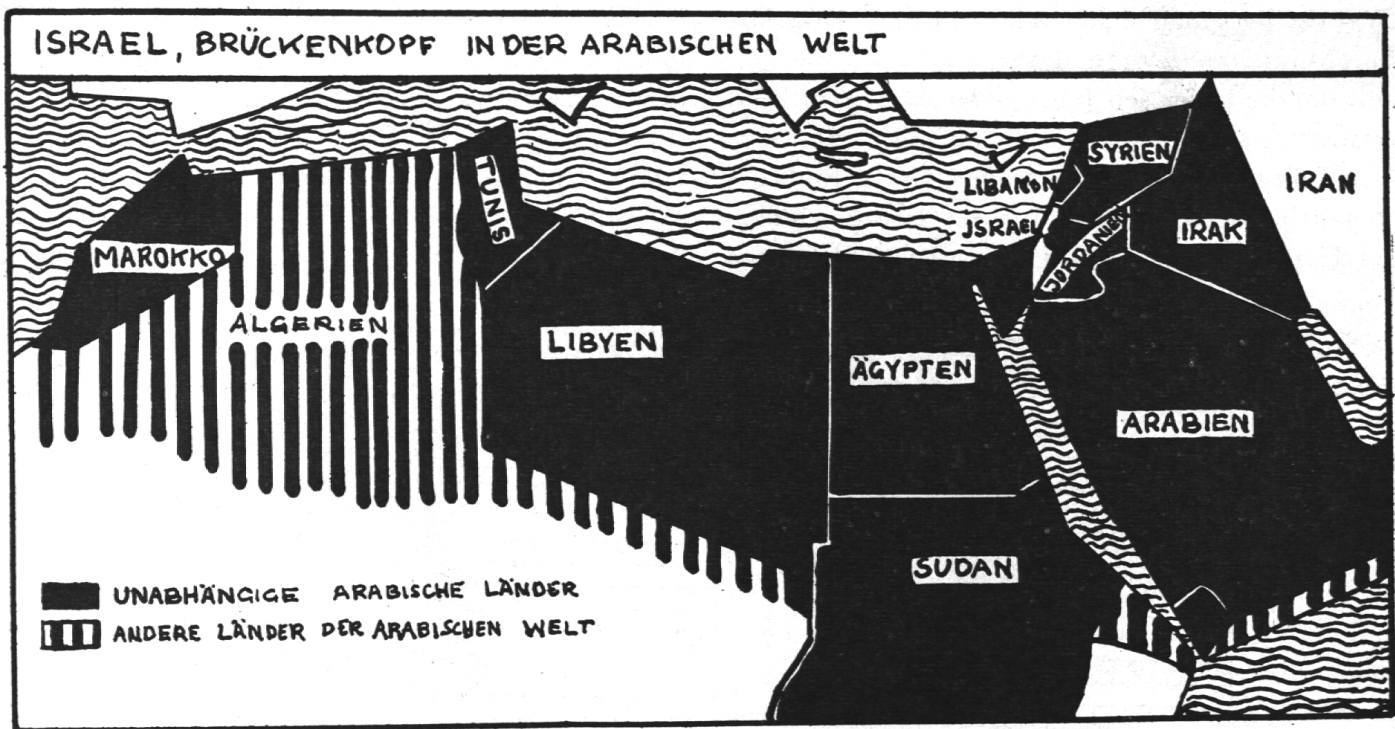 ISRAEL, BRÜCKENKOPF IN DER ARABISCHEN WELT
SYRIEN
LIBANON
IRAN
TUNIS
JSRAEL
IRAK
JORDANIEN
MAROKKO
ALGERIEN
LIBYEN
ÄGYPTEN
ARABIEN
SUDAN
UNABHÄNGIGE ARABISCHE LÄNDER
ANDERE LÄNDER DER ARABISCHEN WELT